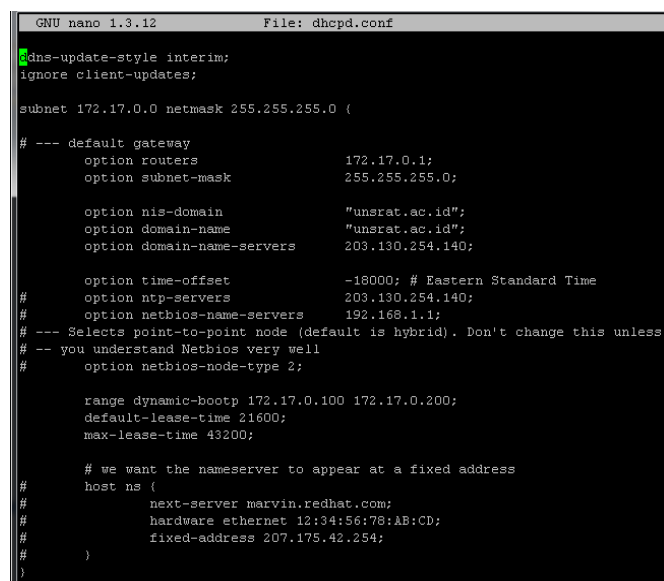 GNU nano 1.3.12 File: dhcpd.conf
ddns-update-style interim;
ignore client-updates;
subnet 172.17.0.0 netmask 255.255.255.0 {
# --- default gateway
option routers 172.17.0.1;
option subnet-mask 255.255.255.0;
option nis-domain "unsrat.ac.id";
option domain-name "unsrat.ac.id";
option domain-name-servers 203.130.254.140;
option time-offset -18000; # Eastern Standard Time
# option ntp-servers 203.130.254.140;
# option netbios-name-servers 192.168.1.1;
# --- Selects point-to-point node (default is hybrid). Don't change this unless
# -- you understand Netbios very well
# option netbios-node-type 2;
range dynamic-bootp 172.17.0.100 172.17.0.200;
default-lease-time 21600;
max-lease-time 43200;
# we want the nameserver to appear at a fixed address
# host ns {
# next-server marvin.redhat.com;
# hardware ethernet 12:34:56:78:AB:CD;
# fixed-address 207.175.42.254;
# }
}